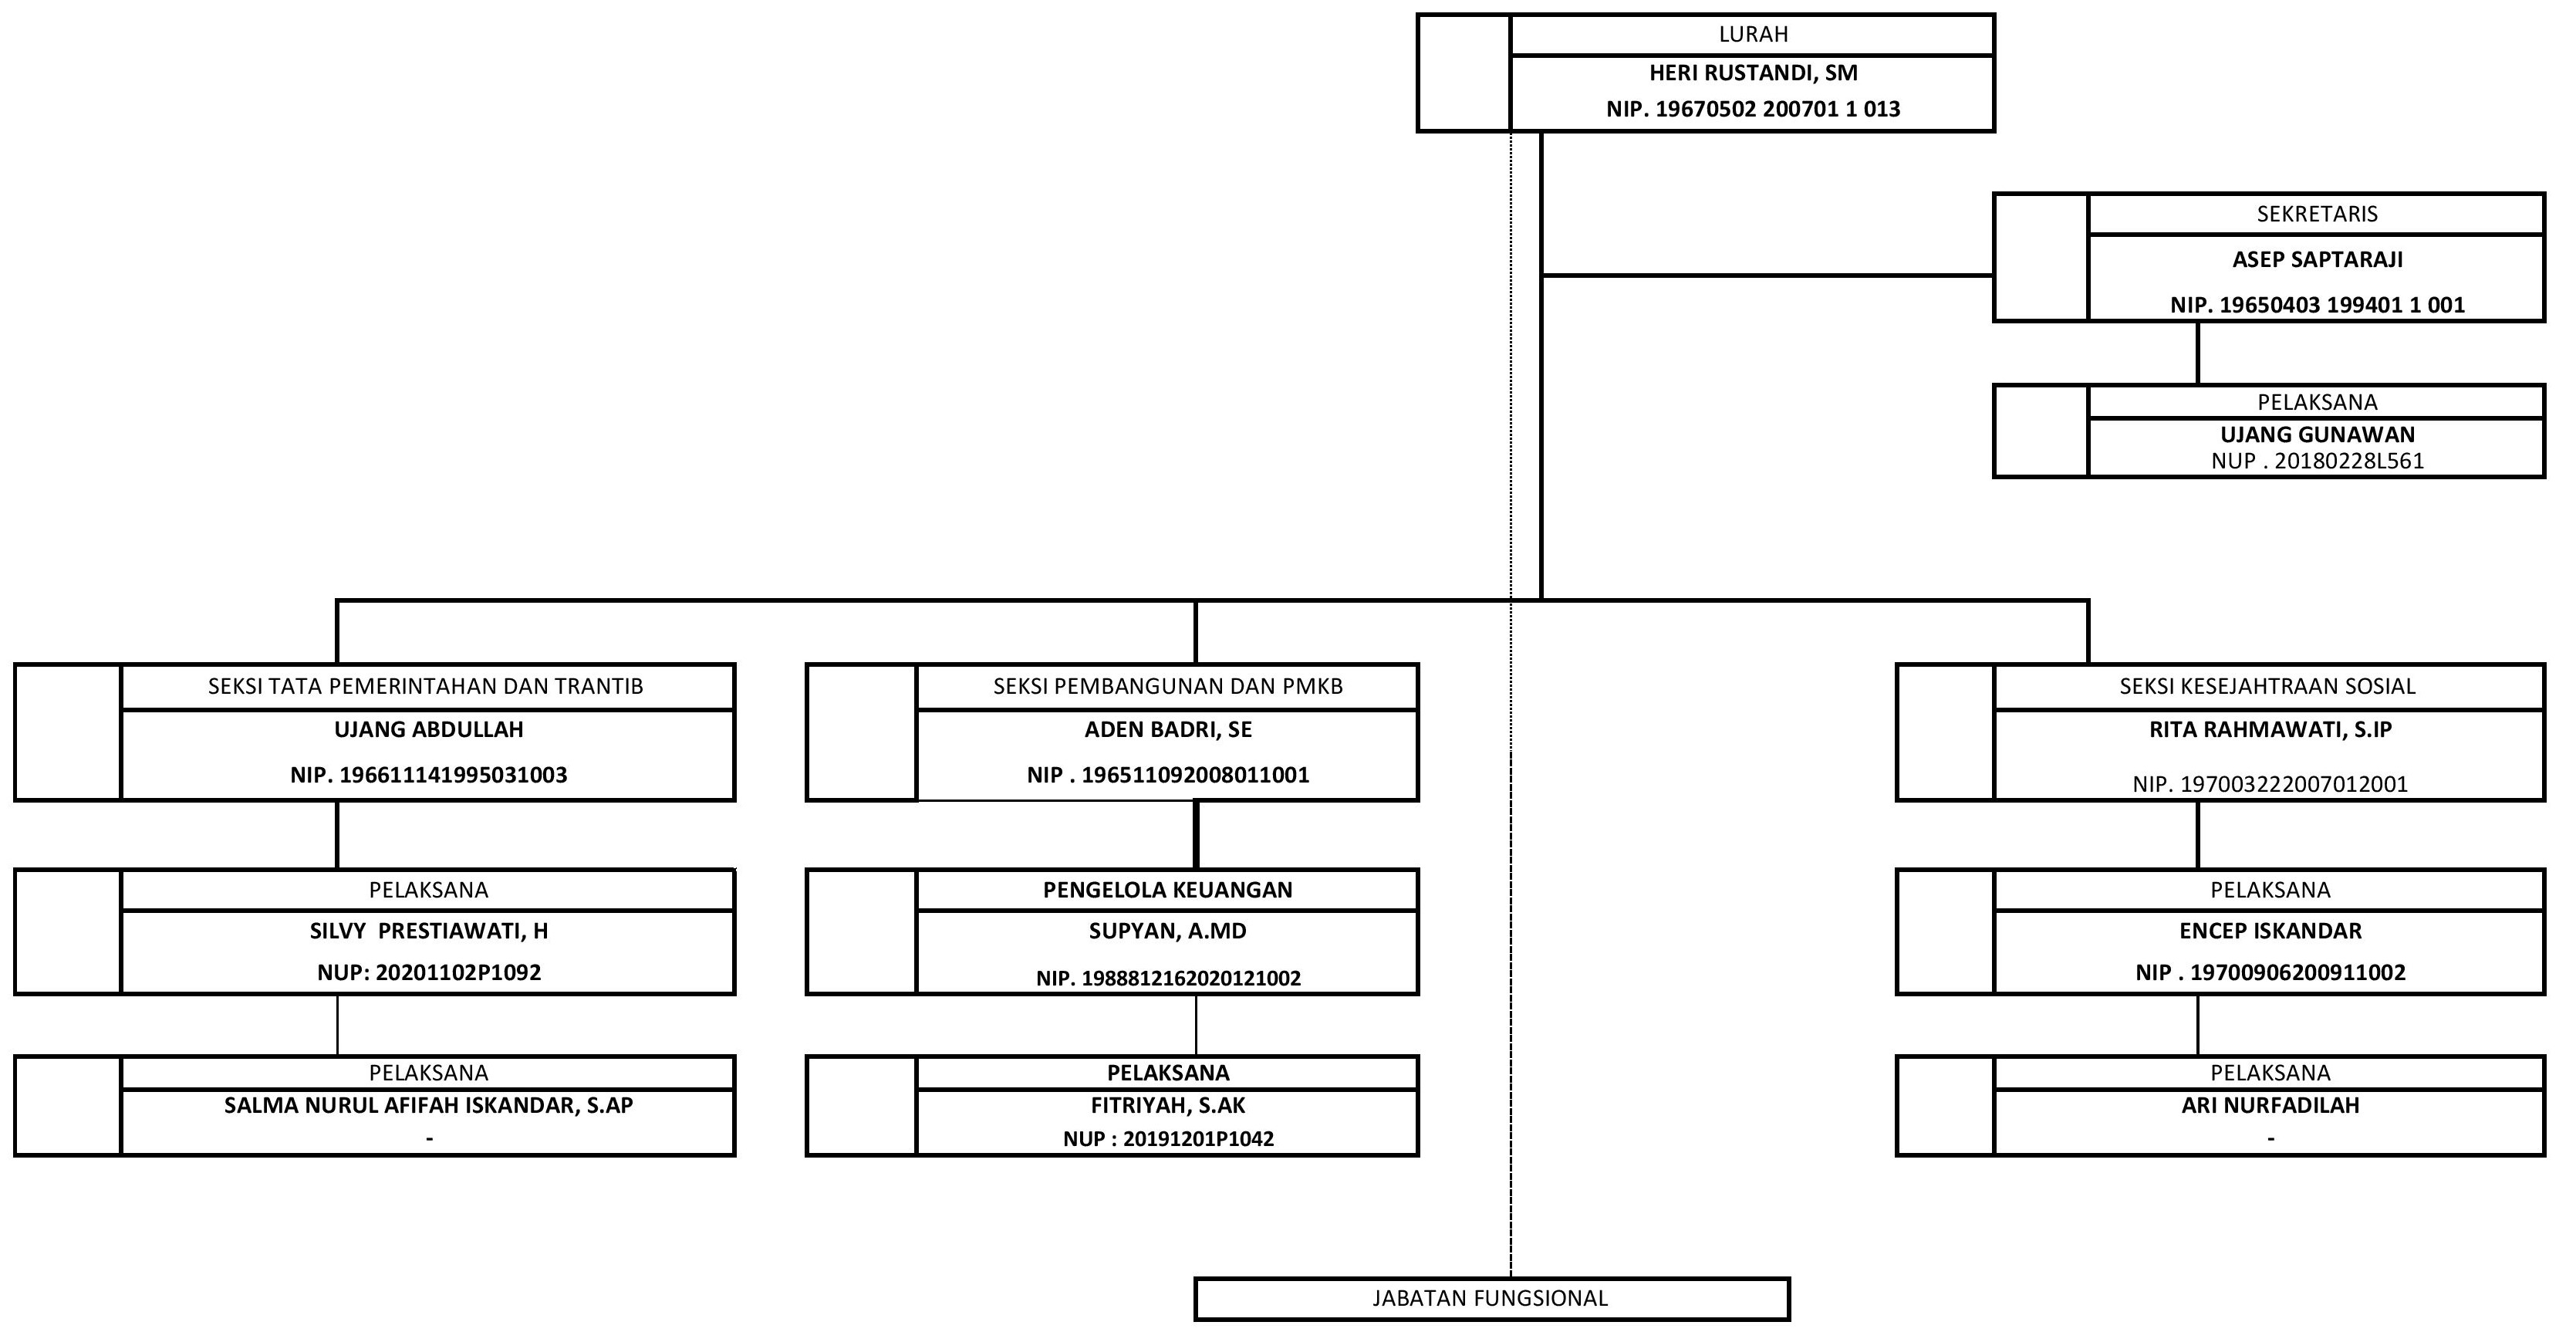 LURAH
HERI RUSTANDI, SM
NIP. 19670502 200701 1 013
SEKRETARIS
ASEP SAPTARAJI
NIP. 19650403 199401 1 001
PELAKSANA
UJANG GUNAWAN
NUP . 20180228L561
SEKSI TATA PEMERINTAHAN DAN TRANTIB
UJANG ABDULLAH
NIP. 196611141995031003
SEKSI PEMBANGUNAN DAN PMKB
ADEN BADRI, SE
NIP . 196511092008011001
SEKSI KESEJAHTRAAN SOSIAL
RITA RAHMAWATI, S.IP
NIP. 197003222007012001
PELAKSANA
SILVY  PRESTIAWATI, H
NUP: 20201102P1092
PENGELOLA KEUANGAN
SUPYAN, A.MD
NIP. 1988812162020121002
PELAKSANA
ENCEP ISKANDAR
NIP . 19700906200911002
PELAKSANA
SALMA NURUL AFIFAH ISKANDAR, S.AP
-
PELAKSANA
FITRIYAH, S.AK
NUP : 20191201P1042
PELAKSANA
ARI NURFADILAH
-
JABATAN FUNGSIONAL